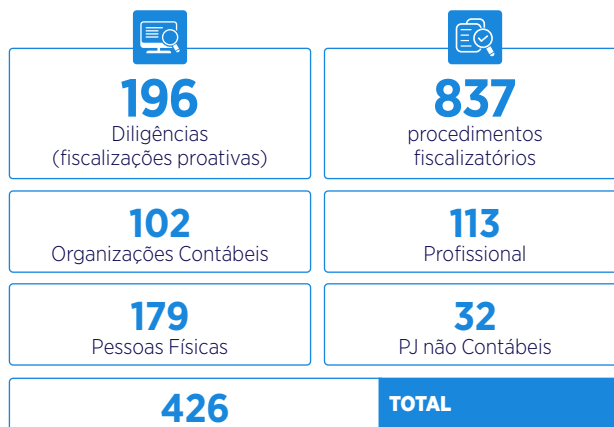 196
Diligências
(fiscalizações proativas)
837
procedimentos
fiscalizatórios
102
Organizações Contábeis
113
Profissional
179
Pessoas Físicas
32
PJ não Contábeis
426
TOTAL